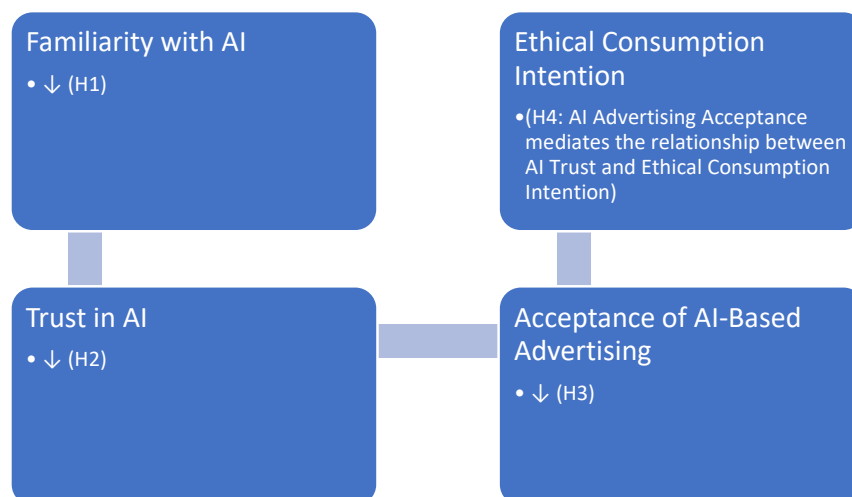 Familiarity with AI
• ↓ (H1)
Trust in AI
• ↓ (H2)
Acceptance of AI-Based
Advertising
• ↓ (H3)
Ethical Consumption
Intention
•(H4: AI Advertising Acceptance
mediates the relationship between
AI Trust and Ethical Consumption
Intention)